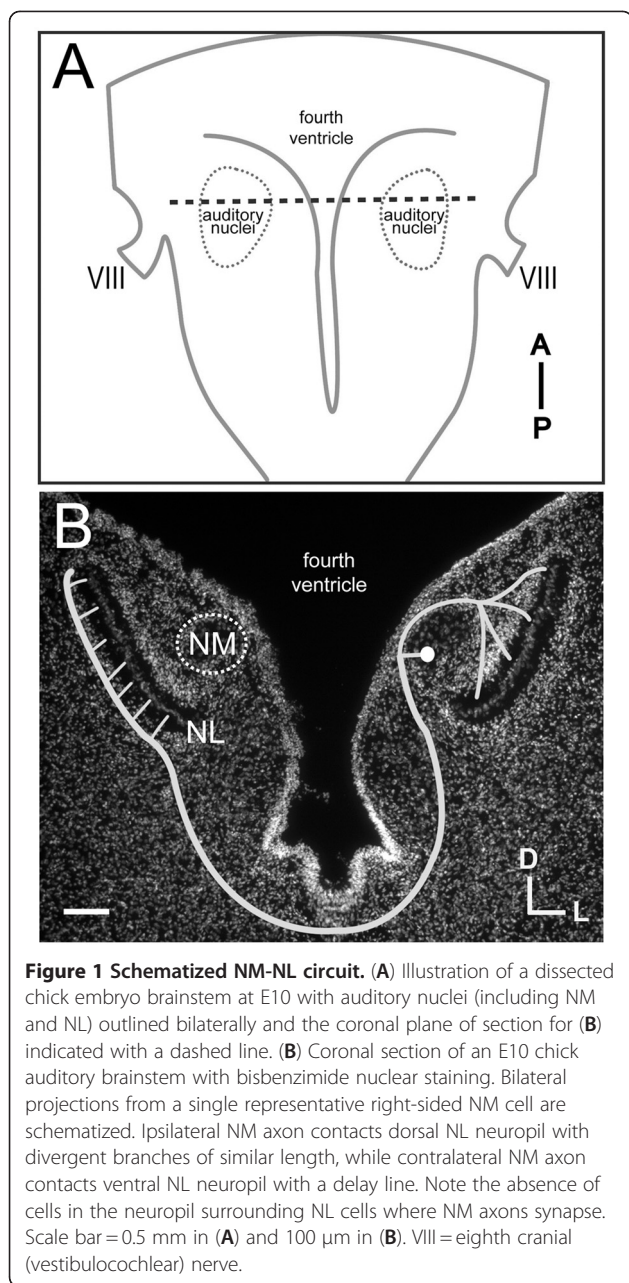 A
fourth
ventricle
auditory
nuclei
auditory
nuclei
VIII
VIII
A
P
B
fourth
ventricle
NM
NL
D
L
Figure 1 Schematized NM-NL circuit. (A) Illustration of a dissected
chick embryo brainstem at E10 with auditory nuclei (including NM
and NL) outlined bilaterally and the coronal plane of section for (B)
indicated with a dashed line. (B) Coronal section of an E10 chick
auditory brainstem with bisbenzimide nuclear staining. Bilateral
projections from a single representative right-sided NM cell are
schematized. Ipsilateral NM axon contacts dorsal NL neuropil with
divergent branches of similar length, while contralateral NM axon
contacts ventral NL neuropil with a delay line. Note the absence of
cells in the neuropil surrounding NL cells where NM axons synapse.
Scale bar = 0.5 mm in (A) and 100 μm in (B). VIII = eighth cranial
(vestibulocochlear) nerve.